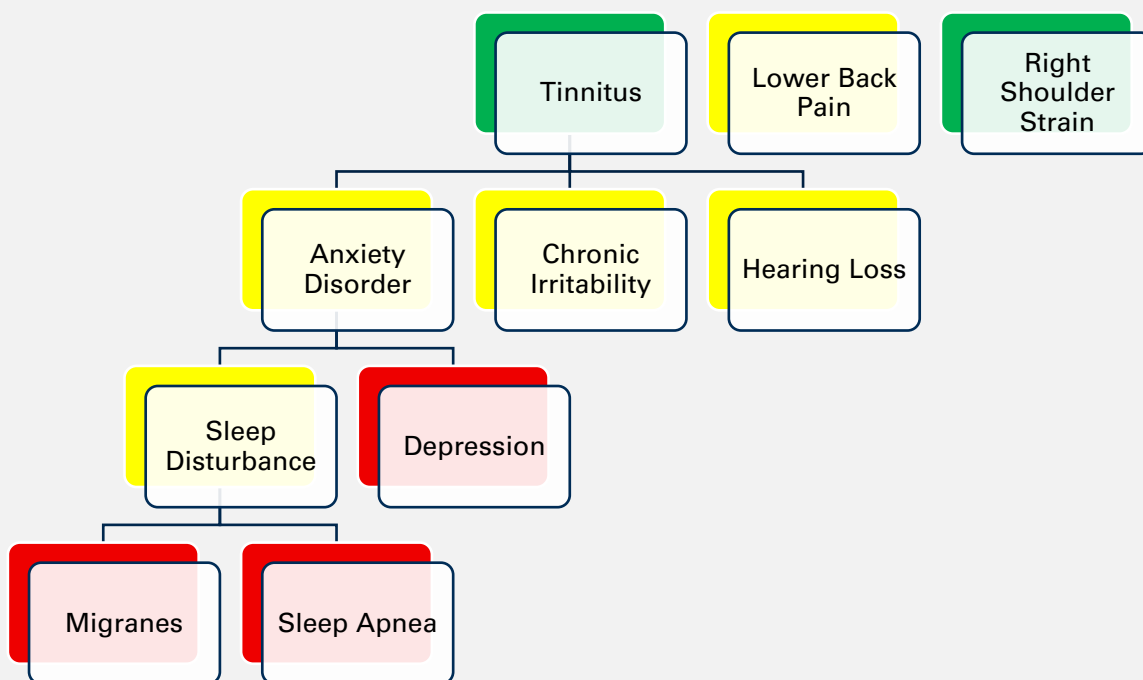 Tinnitus
Lower Back
Pain
Right
Shoulder
Strain
Anxiety
Disorder
Chronic
Irritability
Hearing Loss
Sleep
Disturbance
Depression
Migranes
Sleep Apnea